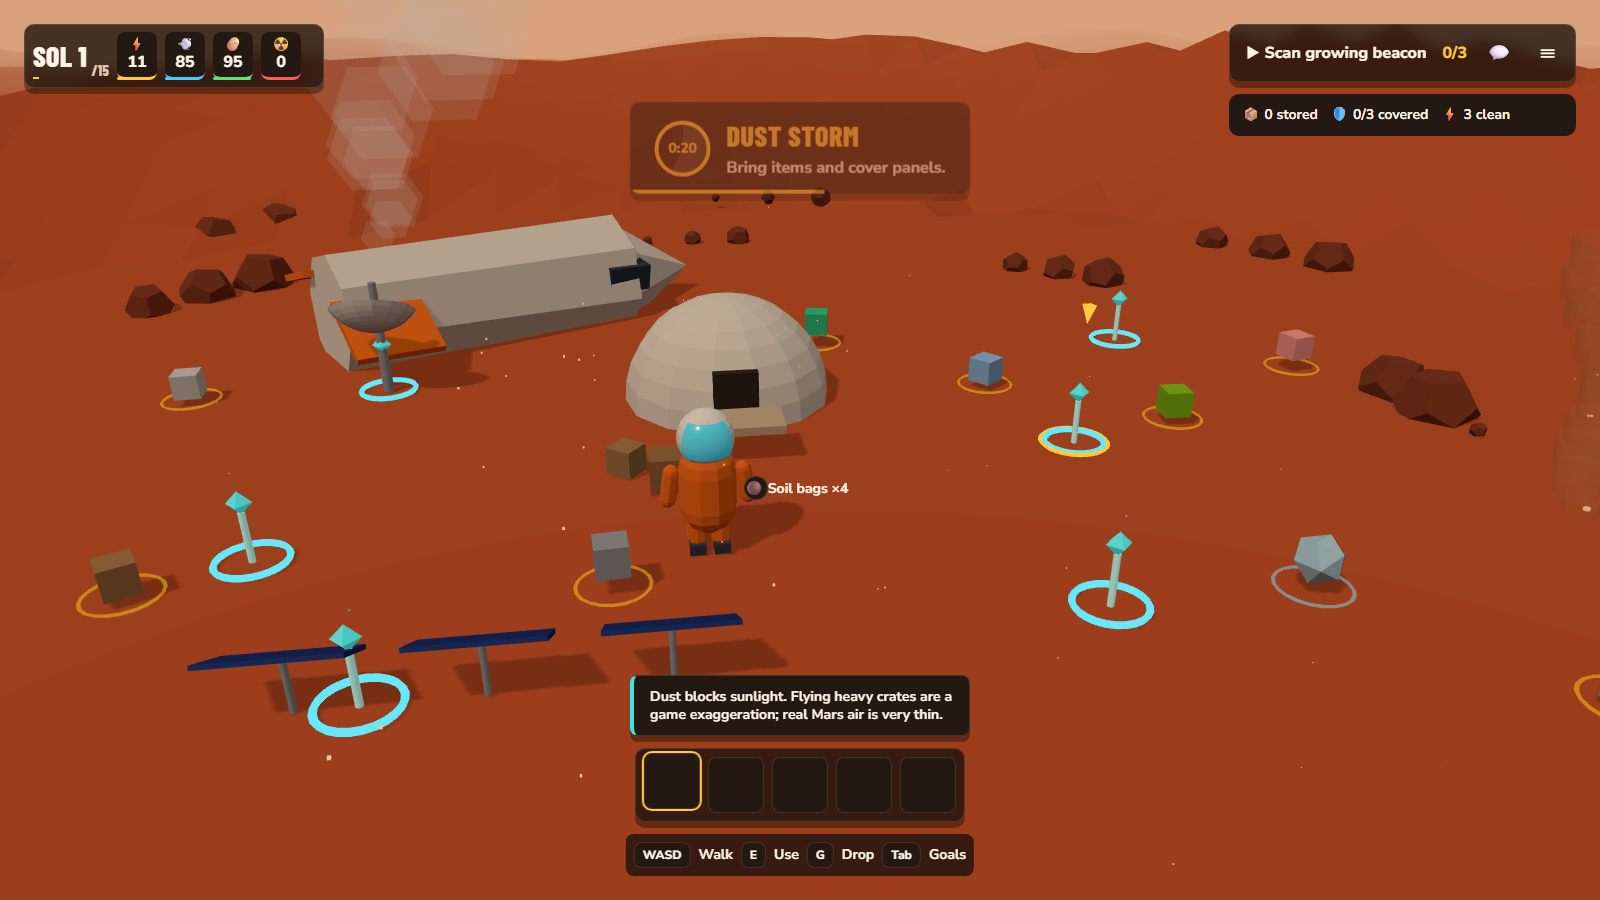 SOL 1 /15
11 85 95 0
Scan growing beacon 0/3
0 stored 0/3 covered 3 clean
0:20
DUST STORM
Bring items and cover panels.
Soil bags ×4
Dust blocks sunlight. Flying heavy crates are a
game exaggeration; real Mars air is very thin.
WASD Walk E Use G Drop Tab Goals